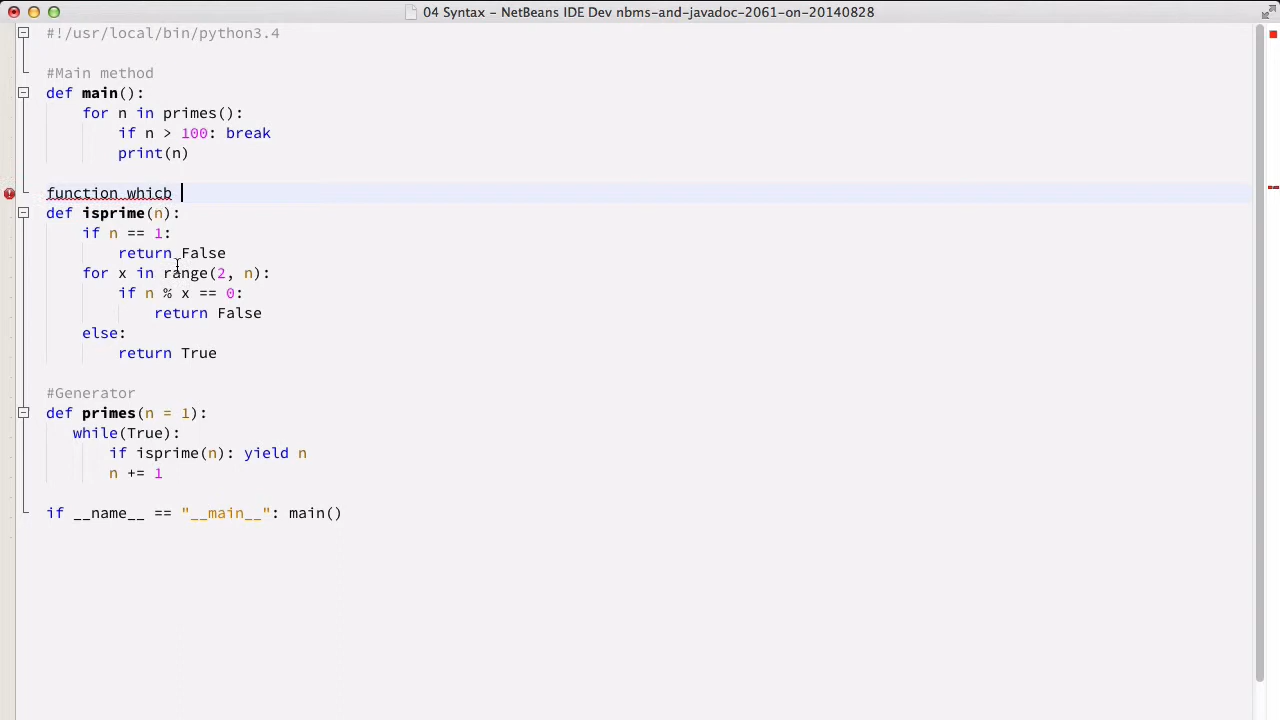 04 Syntax - NetBeans IDE Dev nbms-and-javadoc-2061-on-20140828
#!/usr/local/bin/python3.4
#Main method
def main():
    for n in primes():
        if n > 100: break
        print(n)
function whicb
def isprime(n):
    if n == 1:
        return False
    for x in range(2, n):
        if n % x == 0:
            return False
    else:
        return True
#Generator
def primes(n = 1):
   while(True):
       if isprime(n): yield n
       n += 1
if __name__ == "__main__": main()